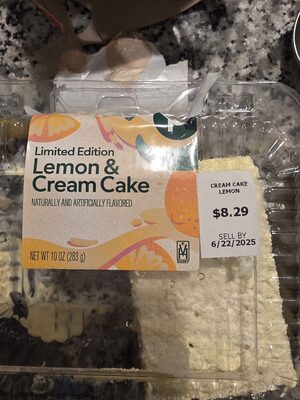 Limited Edition
Lemon &
Cream Cake
NATURALLY AND ARTIFICIALLY FLAVORED
NET WT 10 OZ (283 g)
CREAM CAKE
LEMON
$8.29
SELL BY
6/22/2025